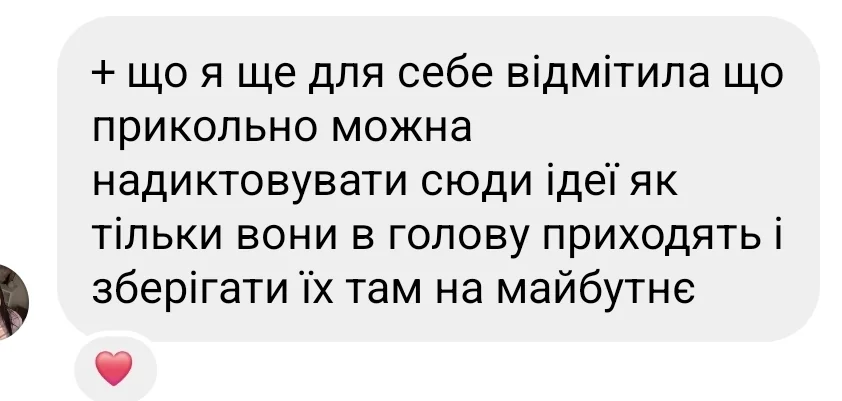 + що я ще для себе відмітила що
прикольно можна
надиктовувати сюди ідеї як
тільки вони в голову приходять і
зберігати їх там на майбутнє